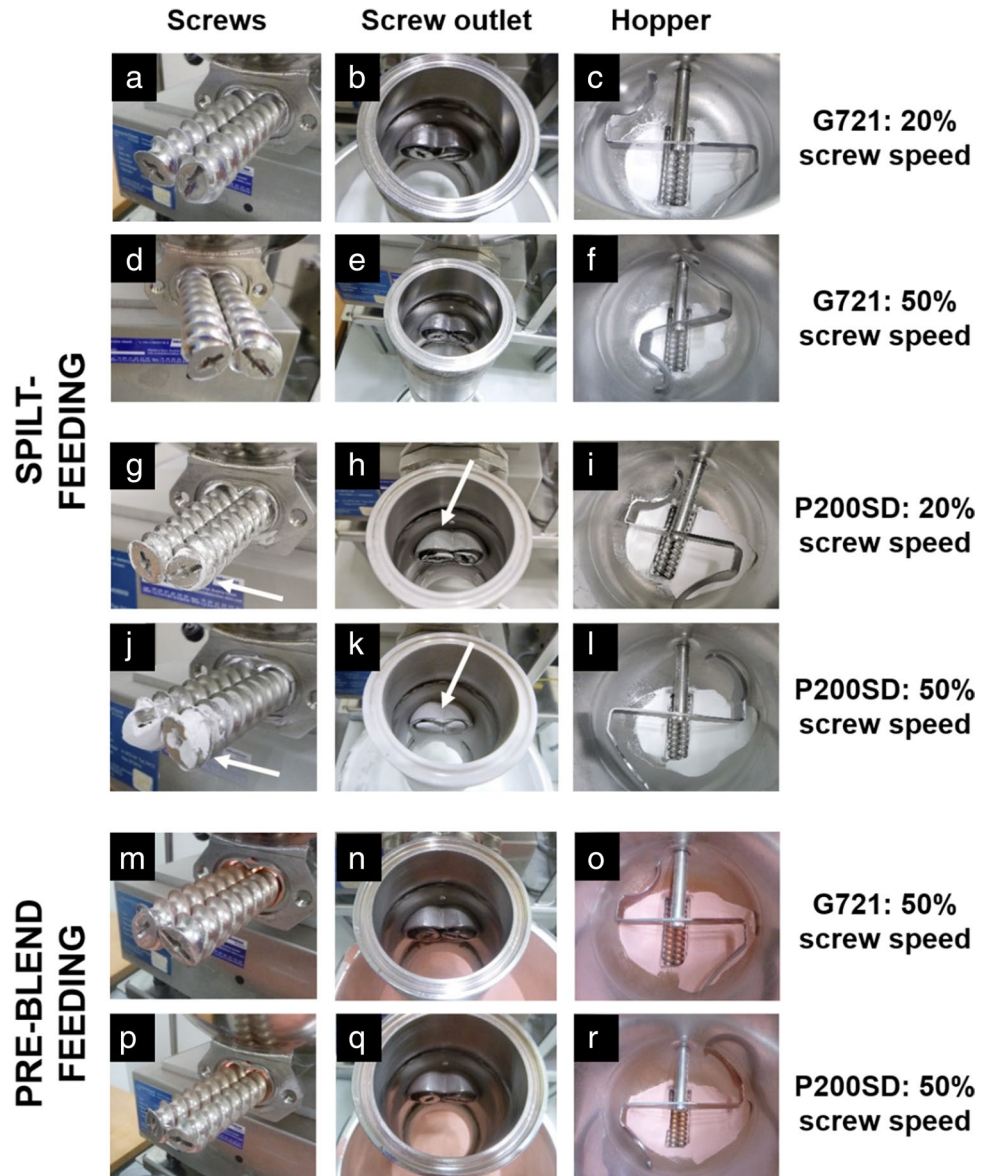 Screws
Screw outlet
Hopper
a
b
c
G721: 20%
screw speed
d
e
f
G721: 50%
screw speed
SPILT-
FEEDING
g
h
i
P200SD: 20%
screw speed
j
k
l
P200SD: 50%
screw speed
m
n
o
G721: 50%
screw speed
PRE-BLEND
FEEDING
p
q
r
P200SD: 50%
screw speed